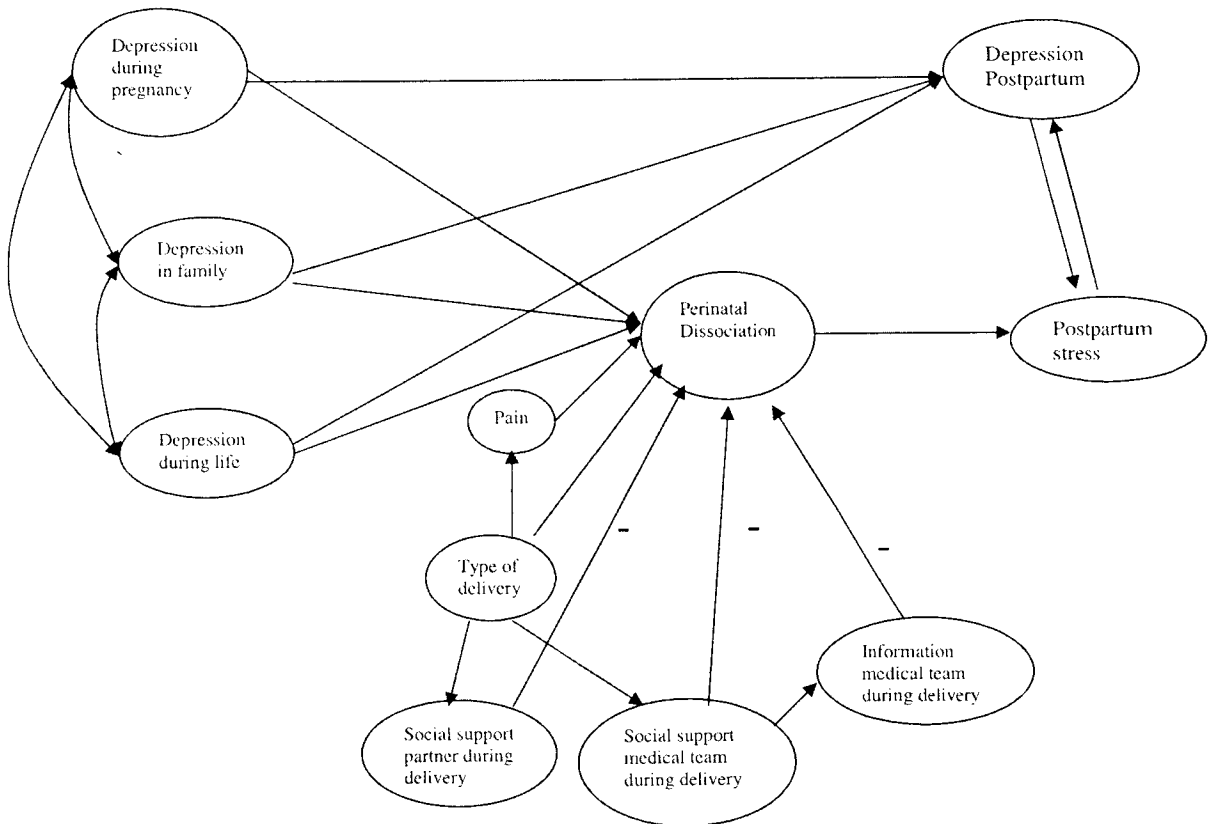 Depression
during
pregnancy
Depression
Postpartum
Depression
in family
Perinatal
Dissociation
Postpartum
stress
Pain
Depression
during life
-
-
-
Type of
delivery
Information
medical team
during delivery
Social support
partner during
delivery
Social support
medical team
during delivery